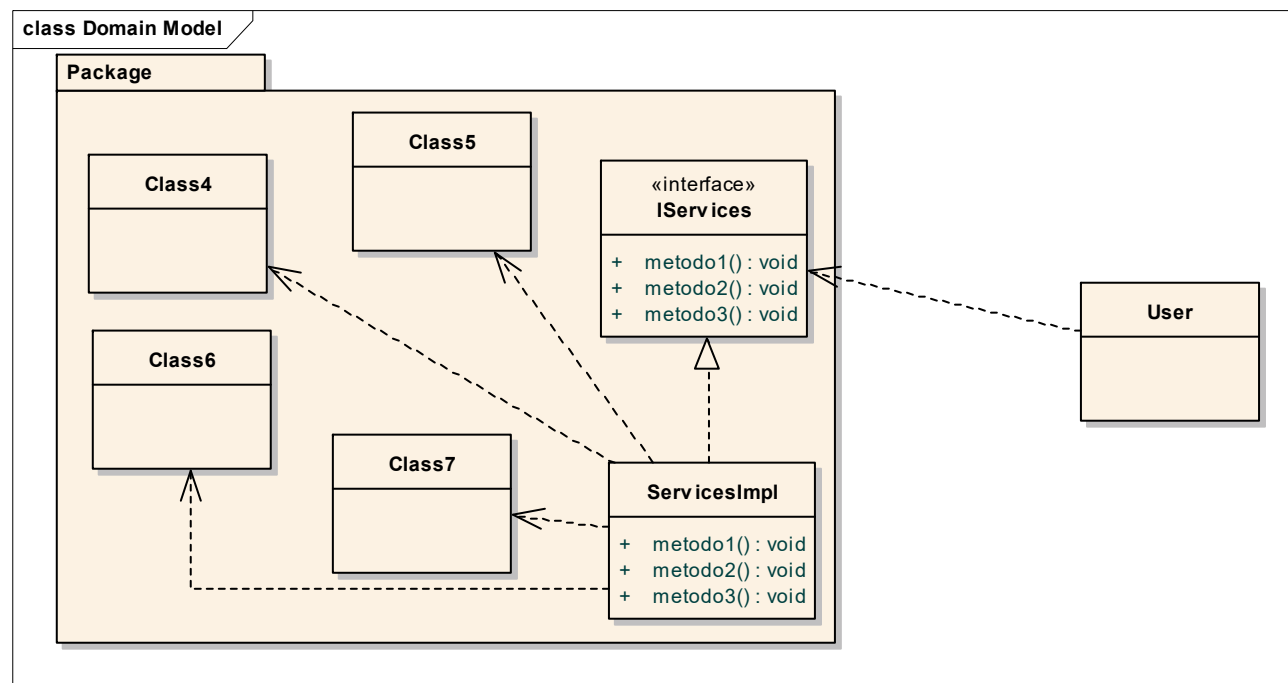 class Domain Model
Package
Class5
Class4
«interface»
IServices
+ metodo1() : void
+ metodo2() : void
+ metodo3() : void
User
Class6
Class7
ServicesImpl
+ metodo1() : void
+ metodo2() : void
+ metodo3() : void